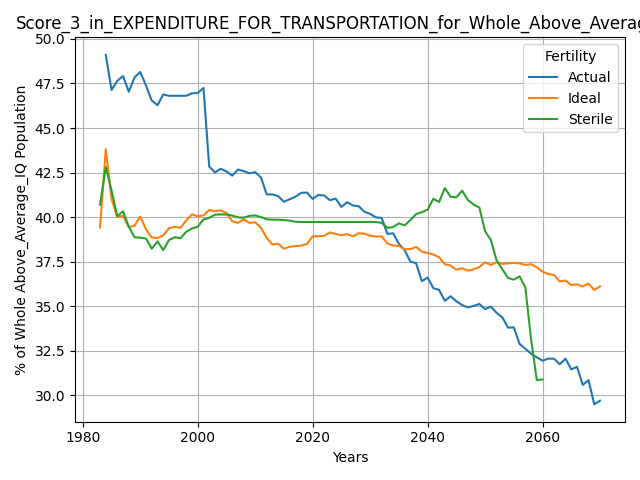 Score_3_in_EXPENDITURE_FOR_TRANSPORTATION_for_Whole_Above_Averag
% of Whole Above_Average_IQ Population
50.0
47.5
45.0
42.5
40.0
37.5
35.0
32.5
30.0
Fertility
Actual
Ideal
Sterile
1980
2000
2020
2040
2060
Years